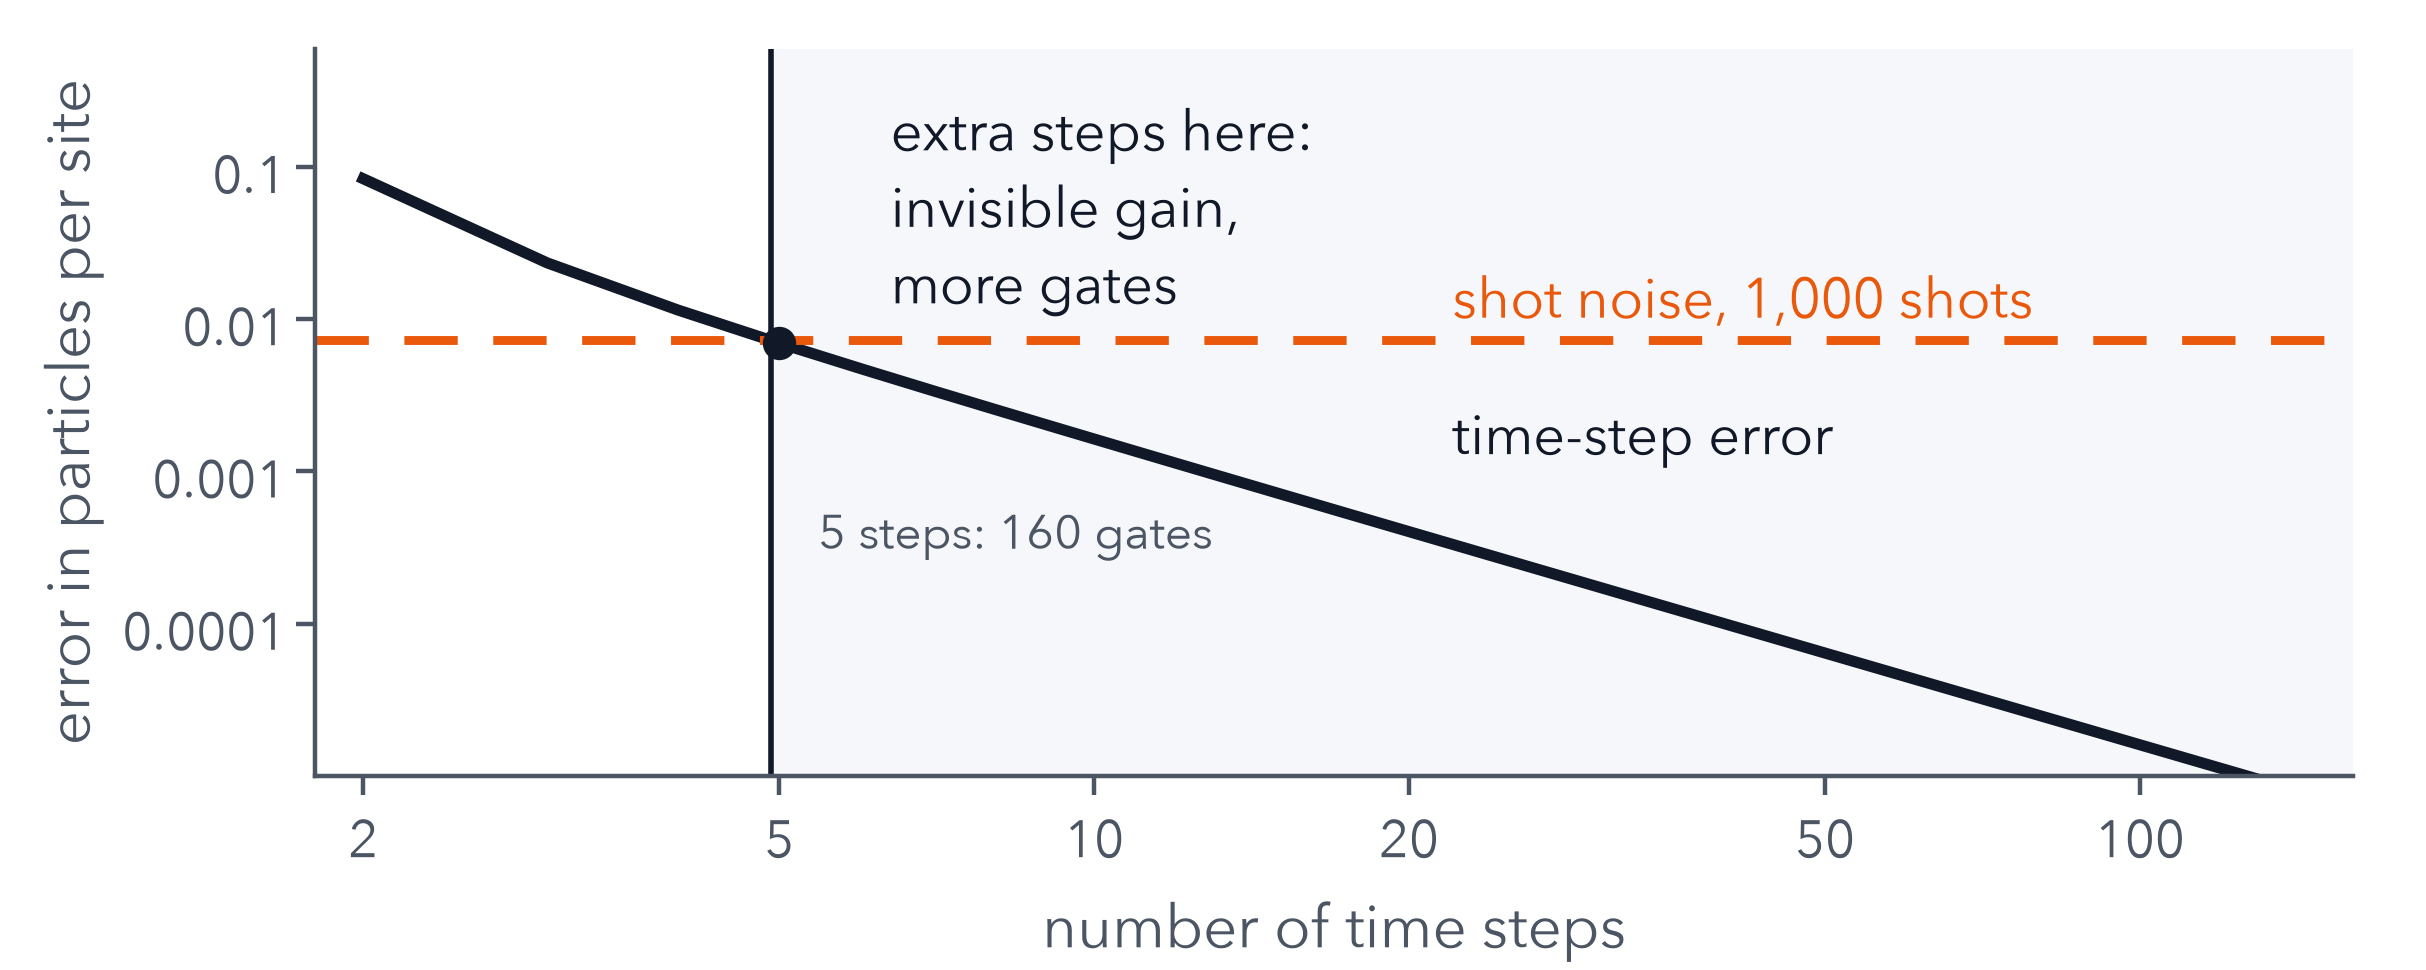 error in particles per site
0.1
0.01
0.001
0.0001
extra steps here:
invisible gain,
more gates
shot noise, 1,000 shots
time-step error
5 steps: 160 gates
2
5
10
20
50
100
number of time steps